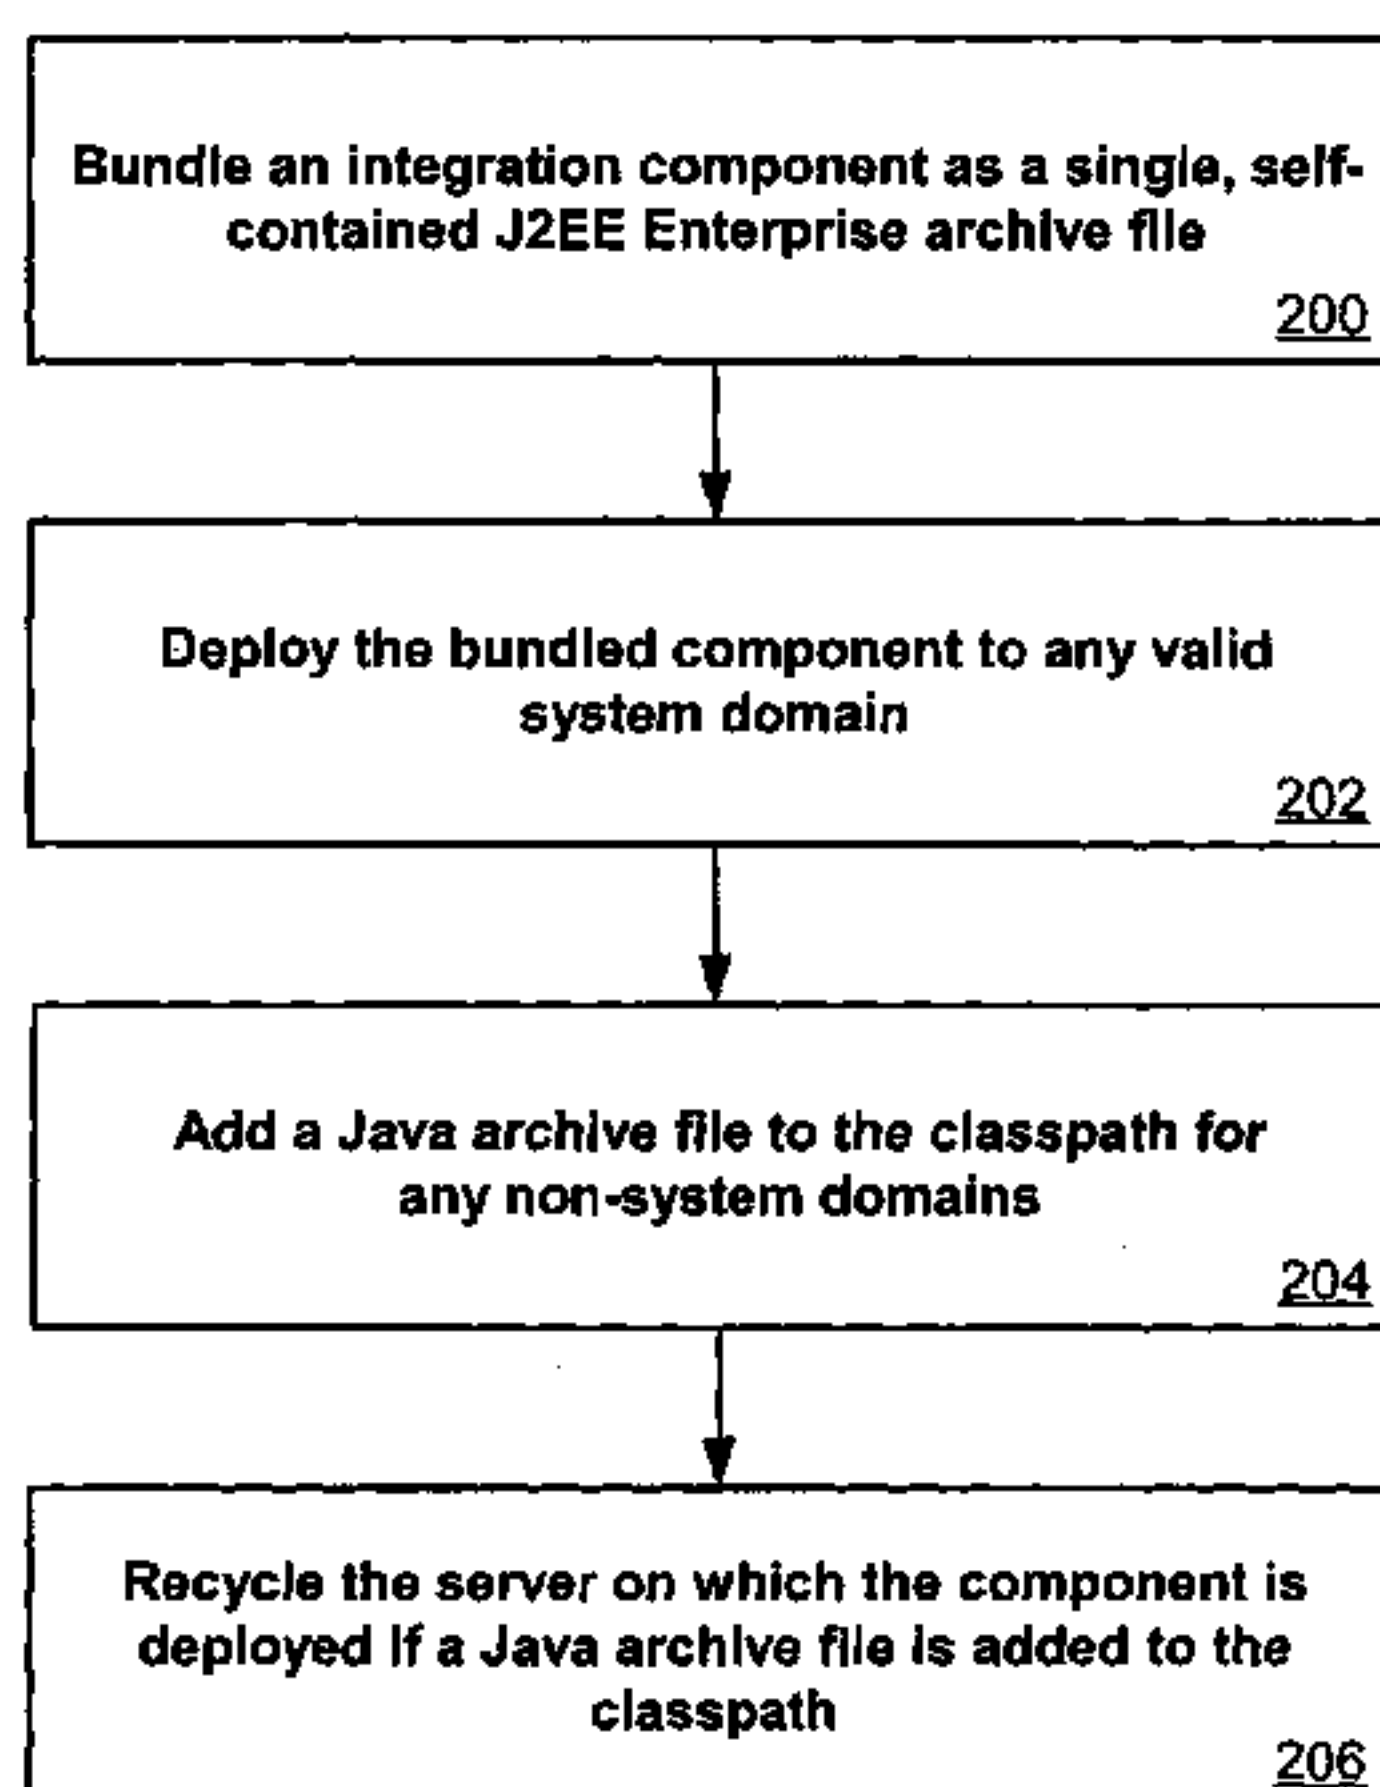 Bundle an integration component as a single, self-
contained J2EE Enterprise archive file
200
Deploy the bundled component to any valid
system domain
202
Add a Java archive file to the classpath for
any non-system domains
204
Recycle the server on which the component is
deployed if a Java archive file is added to the
classpath
206